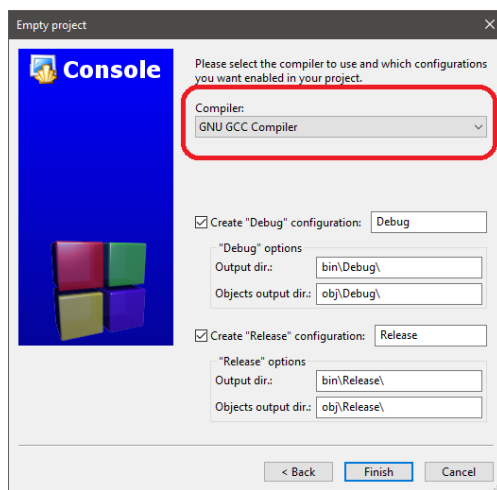 Empty project
Console
Please select the compiler to use and which configurations
you want enabled in your project.
Compiler:
GNU GCC Compiler
Create "Debug" configuration: Debug
"Debug" options
Output dir.: bin\Debug\
Objects output dir.: obj\Debug\
Create "Release" configuration: Release
"Release" options
Output dir.: bin\Release\
Objects output dir.: obj\Release\
< Back Finish Cancel